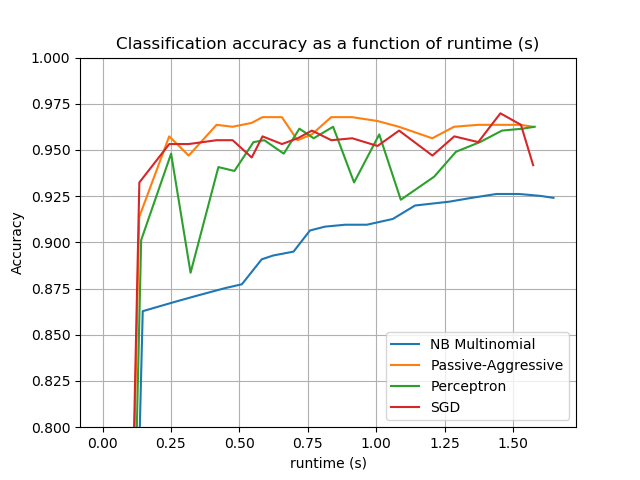 Classification accuracy as a function of runtime (s)
1.000
0.975
0.950
0.925
0.900
0.875
0.850
0.825
0.800
Accuracy
NB Multinomial
Passive-Aggressive
Perceptron
SGD
0.00 0.25 0.50 0.75 1.00 1.25 1.50
runtime (s)